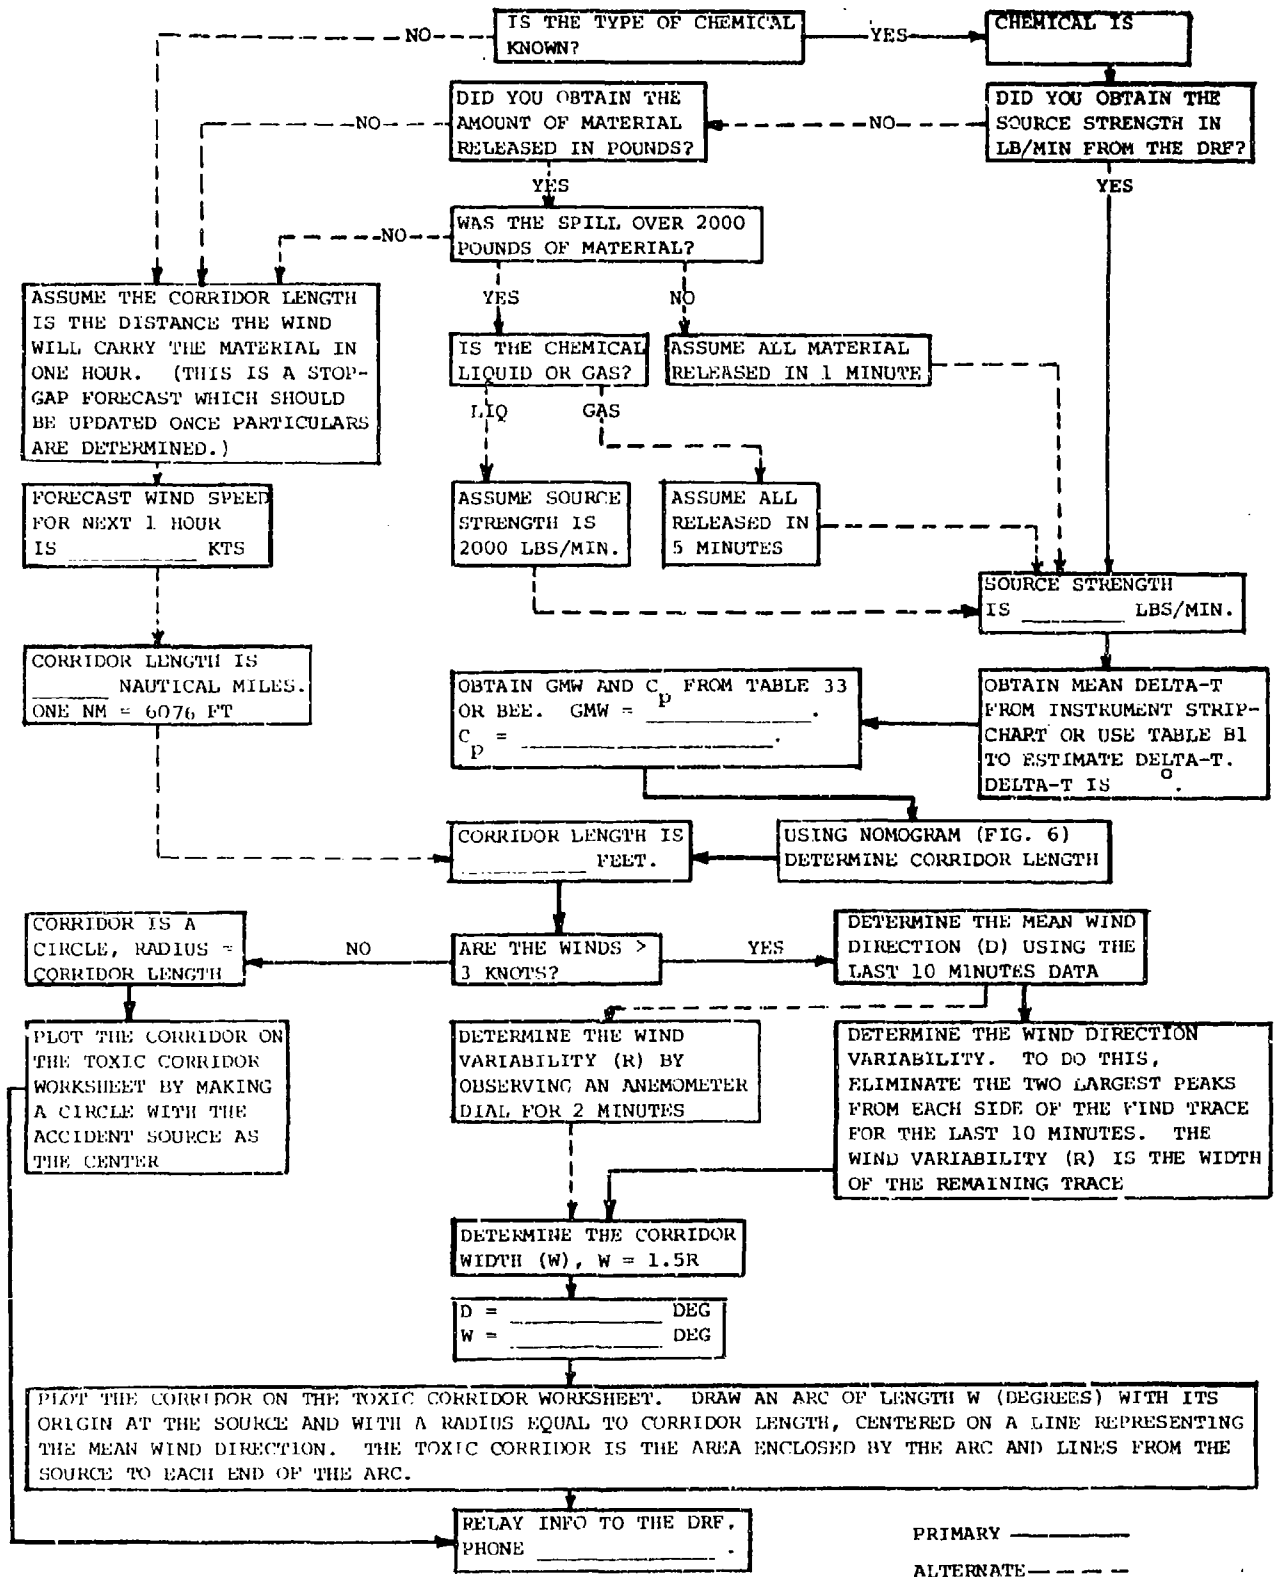 IS THE TYPE OF CHEMICAL
KNOWN?
NO
YES
CHEMICAL IS
DID YOU OBTAIN THE
AMOUNT OF MATERIAL
RELEASED IN POUNDS?
NO
NO
DID YOU OBTAIN THE
SOURCE STRENGTH IN
LB/MIN FROM THE DRF?
YES
YES
WAS THE SPILL OVER 2000
POUNDS OF MATERIAL?
NO
YES
NO
ASSUME THE CORRIDOR LENGTH
IS THE DISTANCE THE WIND
WILL CARRY THE MATERIAL IN
ONE HOUR. (THIS IS A STOP-
GAP FORECAST WHICH SHOULD
BE UPDATED ONCE PARTICULARS
ARE DETERMINED.)
IS THE CHEMICAL
LIQUID OR GAS?
ASSUME ALL MATERIAL
RELEASED IN 1 MINUTE
LIQ
GAS
FORECAST WIND SPEED
FOR NEXT 1 HOUR
IS ________ KTS
ASSUME SOURCE
STRENGTH IS
2000 LBS/MIN.
ASSUME ALL
RELEASED IN
5 MINUTES
SOURCE STRENGTH
IS ________ LBS/MIN.
CORRIDOR LENGTH IS
______ NAUTICAL MILES.
ONE NM = 6076 FT
OBTAIN GMW AND Cp FROM TABLE 33
OR BEE. GMW = ____________.
Cp = __________________.
OBTAIN MEAN DELTA-T
FROM INSTRUMENT STRIP-
CHART OR USE TABLE B1
TO ESTIMATE DELTA-T.
DELTA-T IS °.
CORRIDOR LENGTH IS
__________ FEET.
USING NOMOGRAM (FIG. 6)
DETERMINE CORRIDOR LENGTH
CORRIDOR IS A
CIRCLE, RADIUS =
CORRIDOR LENGTH
NO
ARE THE WINDS >
3 KNOTS?
YES
DETERMINE THE MEAN WIND
DIRECTION (D) USING THE
LAST 10 MINUTES DATA
PLOT THE CORRIDOR ON
THE TOXIC CORRIDOR
WORKSHEET BY MAKING
A CIRCLE WITH THE
ACCIDENT SOURCE AS
THE CENTER
DETERMINE THE WIND
VARIABILITY (R) BY
OBSERVING AN ANEMOMETER
DIAL FOR 2 MINUTES
DETERMINE THE WIND DIRECTION
VARIABILITY. TO DO THIS,
ELIMINATE THE TWO LARGEST PEAKS
FROM EACH SIDE OF THE WIND TRACE
FOR THE LAST 10 MINUTES. THE
WIND VARIABILITY (R) IS THE WIDTH
OF THE REMAINING TRACE
DETERMINE THE CORRIDOR
WIDTH (W), W = 1.5R
D = ____________ DEG
W = ____________ DEG
PLOT THE CORRIDOR ON THE TOXIC CORRIDOR WORKSHEET. DRAW AN ARC OF LENGTH W (DEGREES) WITH ITS
ORIGIN AT THE SOURCE AND WITH A RADIUS EQUAL TO CORRIDOR LENGTH, CENTERED ON A LINE REPRESENTING
THE MEAN WIND DIRECTION. THE TOXIC CORRIDOR IS THE AREA ENCLOSED BY THE ARC AND LINES FROM THE
SOURCE TO EACH END OF THE ARC.
RELAY INFO TO THE DRF,
PHONE ______________ .
PRIMARY
ALTERNATE